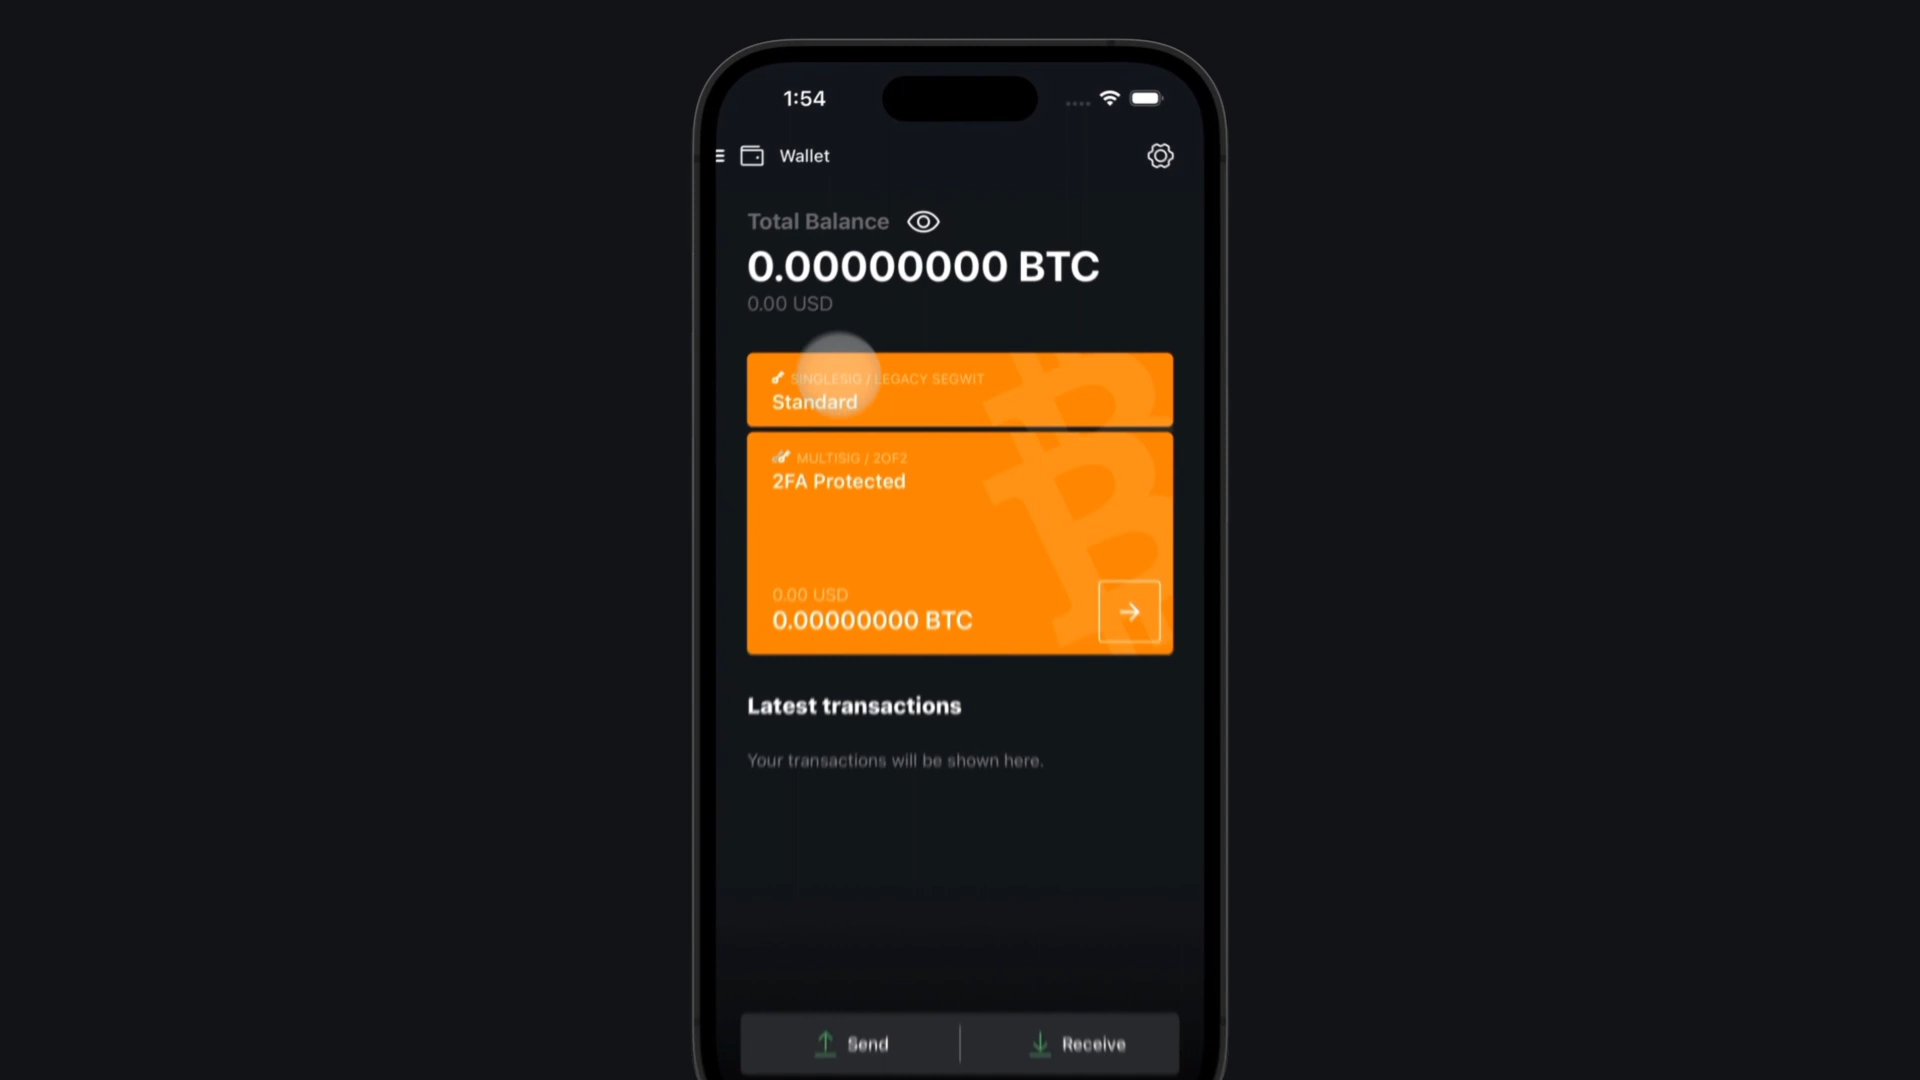 1:54
Wallet
Total Balance
0.00000000 BTC
0.00 USD
SINGLESIG / LEGACY SEGWIT
Standard
MULTISIG / 2OF2
2FA Protected
0.00 USD
0.00000000 BTC
Latest transactions
Your transactions will be shown here.
Send
Receive